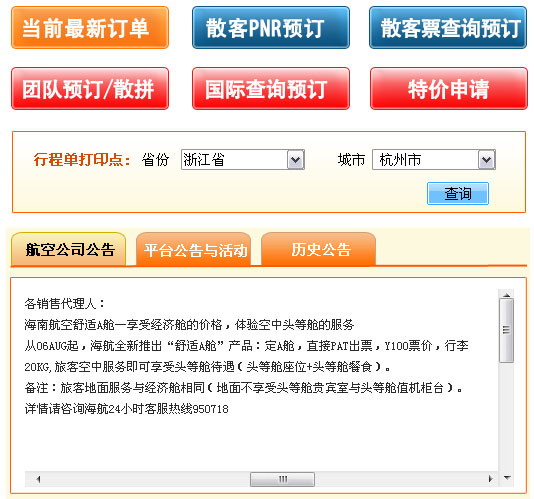 当前最新订单
散客PNR预订
散客票查询预订
团队预订/散拼
国际查询预订
特价申请
行程单打印点： 省份 浙江省 城市 杭州市
查询
航空公司公告
平台公告与活动
历史公告
各销售代理人：
海南航空舒适A舱—享受经济舱的价格，体验空中头等舱的服务
从06AUG起，海航全新推出“舒适A舱”产品：定A舱，直接PAT出票，Y100票价，行李
20KG,旅客空中服务即可享受头等舱待遇（头等舱座位+头等舱餐食）。
备注：旅客地面服务与经济舱相同（地面不享受头等舱贵宾室与头等舱值机柜台）。
详情请咨询海航24小时客服热线950718